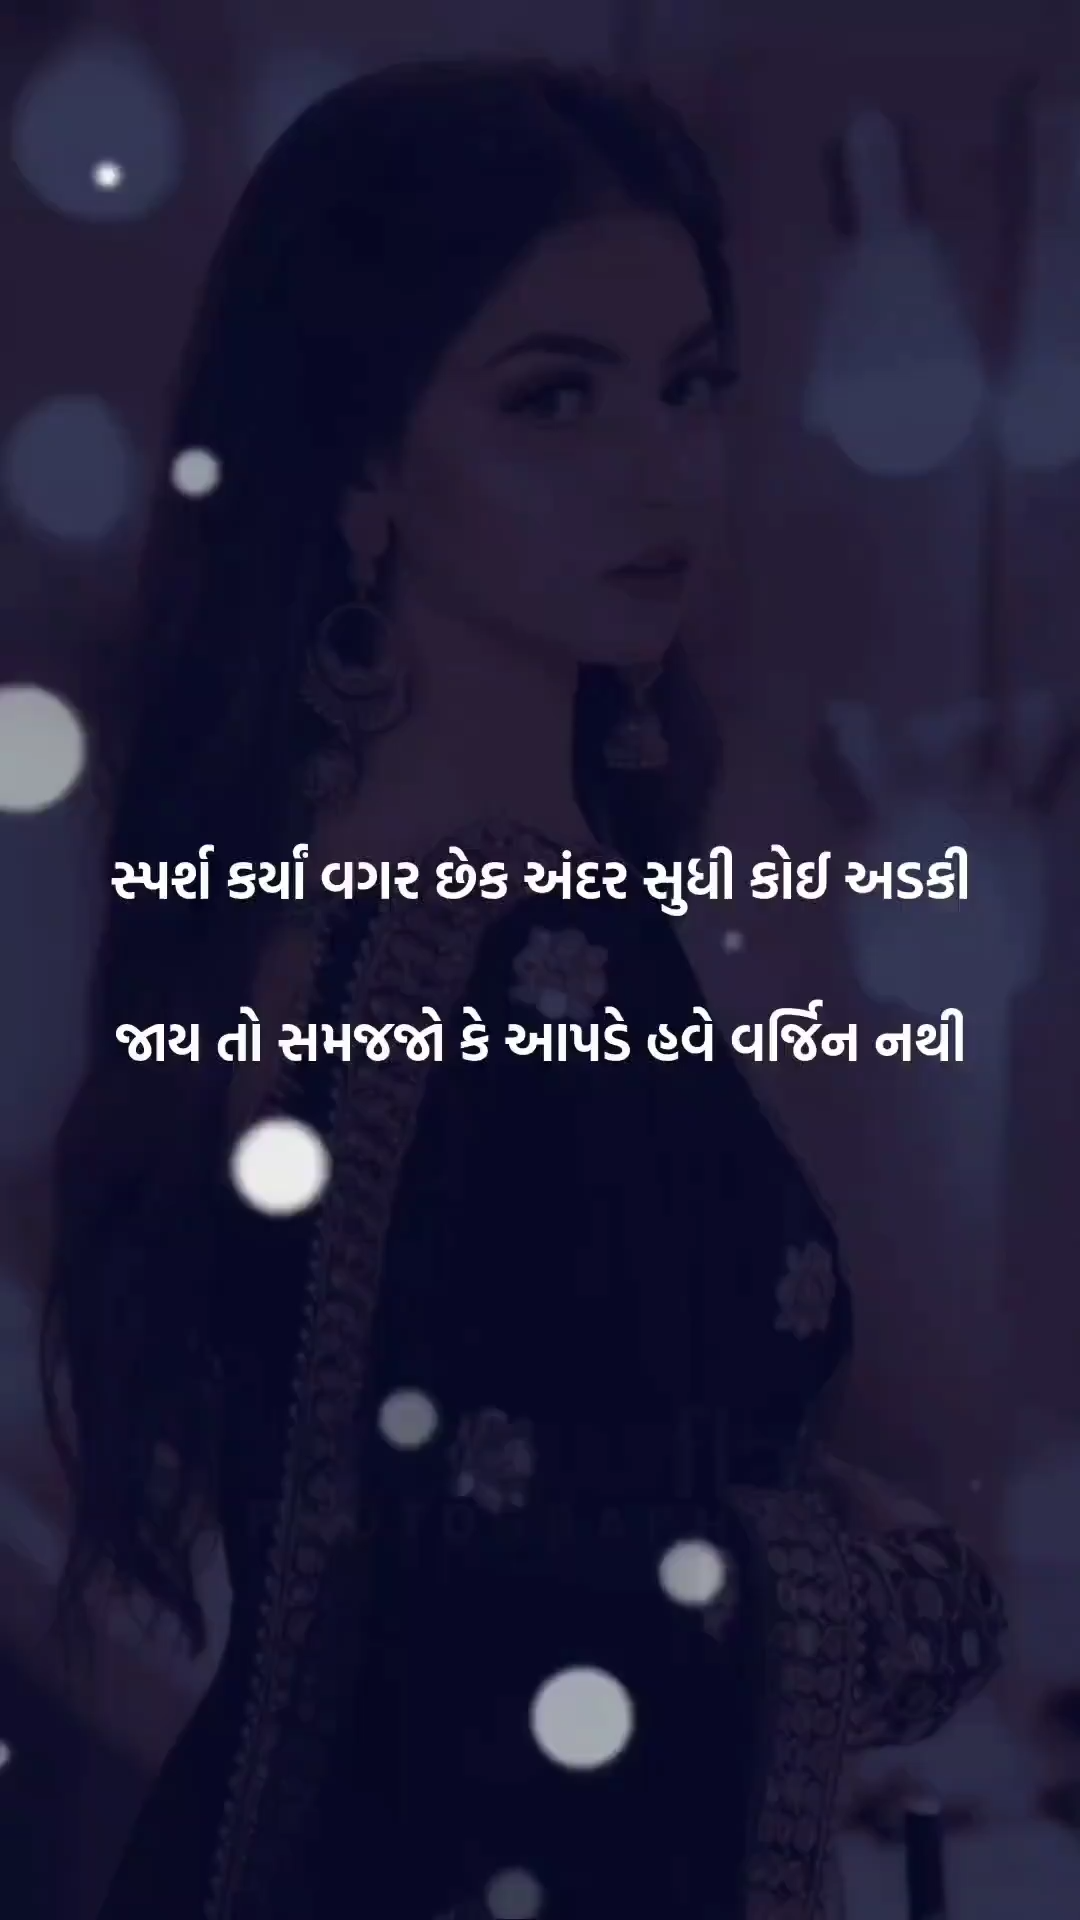 સ્પર્શ કર્યાં વગર છેક અંદર સુધી કોઈ અડકી
જાય તો સમજજો કે આપડે હવે વર્જિન નથી